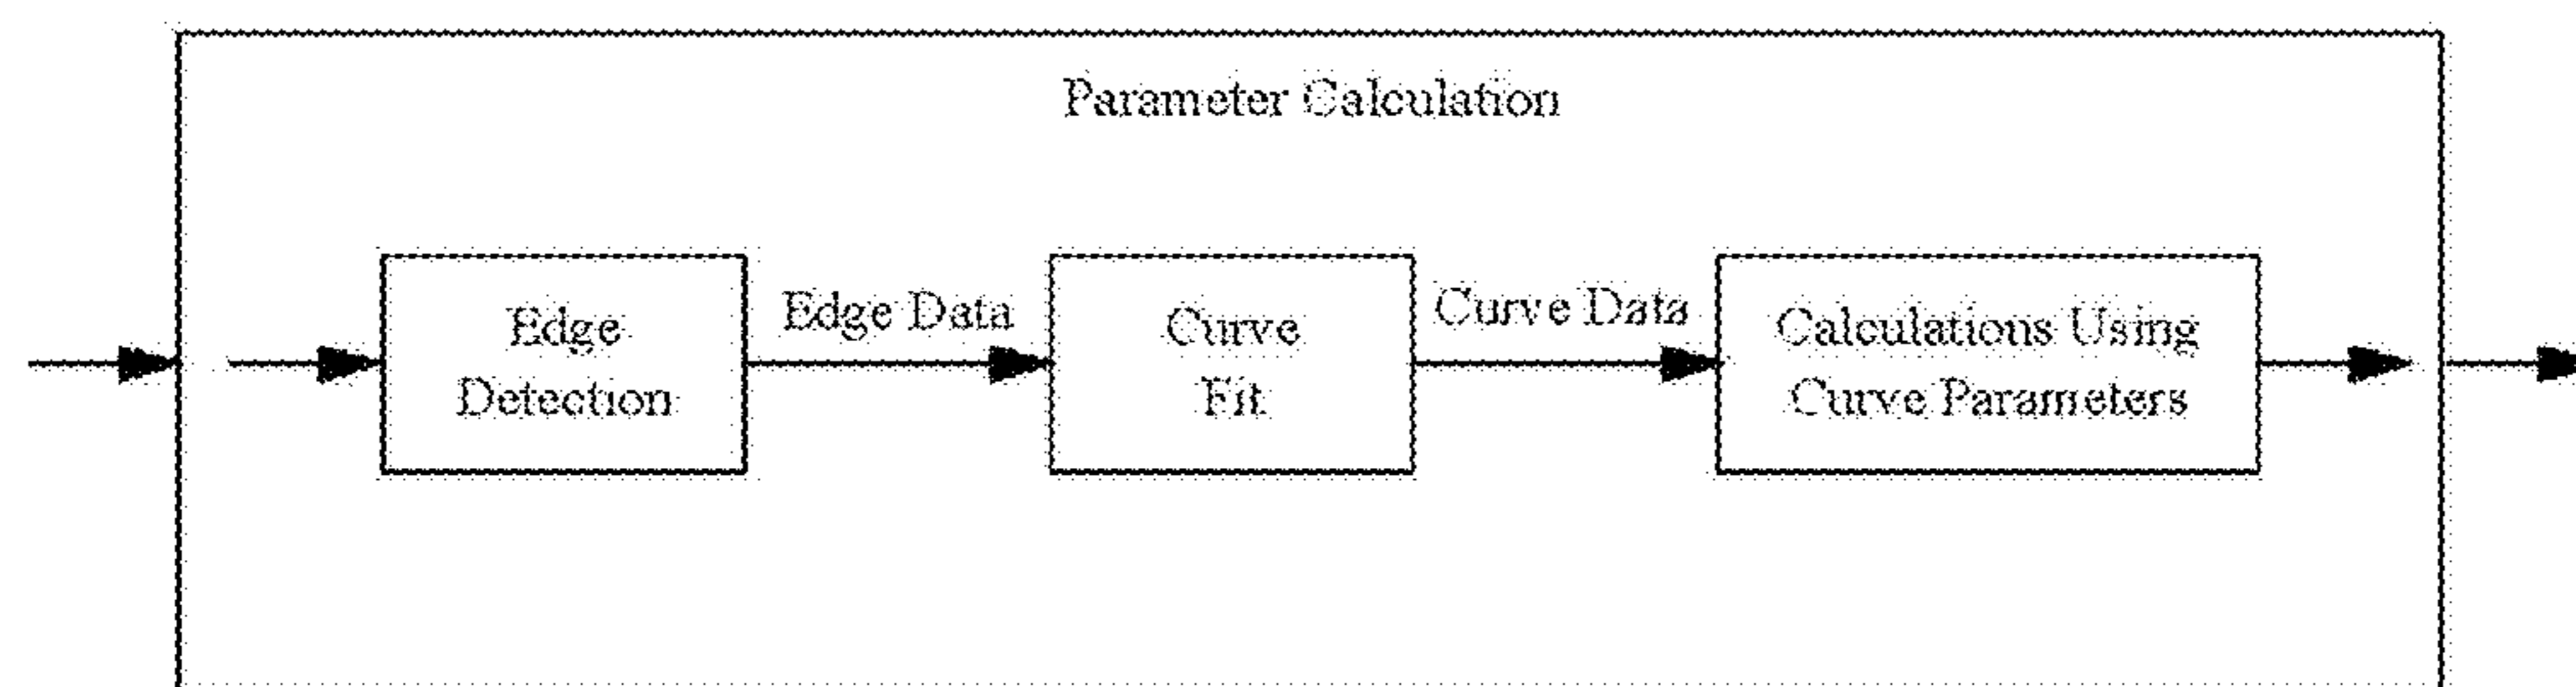 Parameter Calculation
Edge
Detection
Edge Data
Curve
Fit
Curve Data
Calculations Using
Curve Parameters